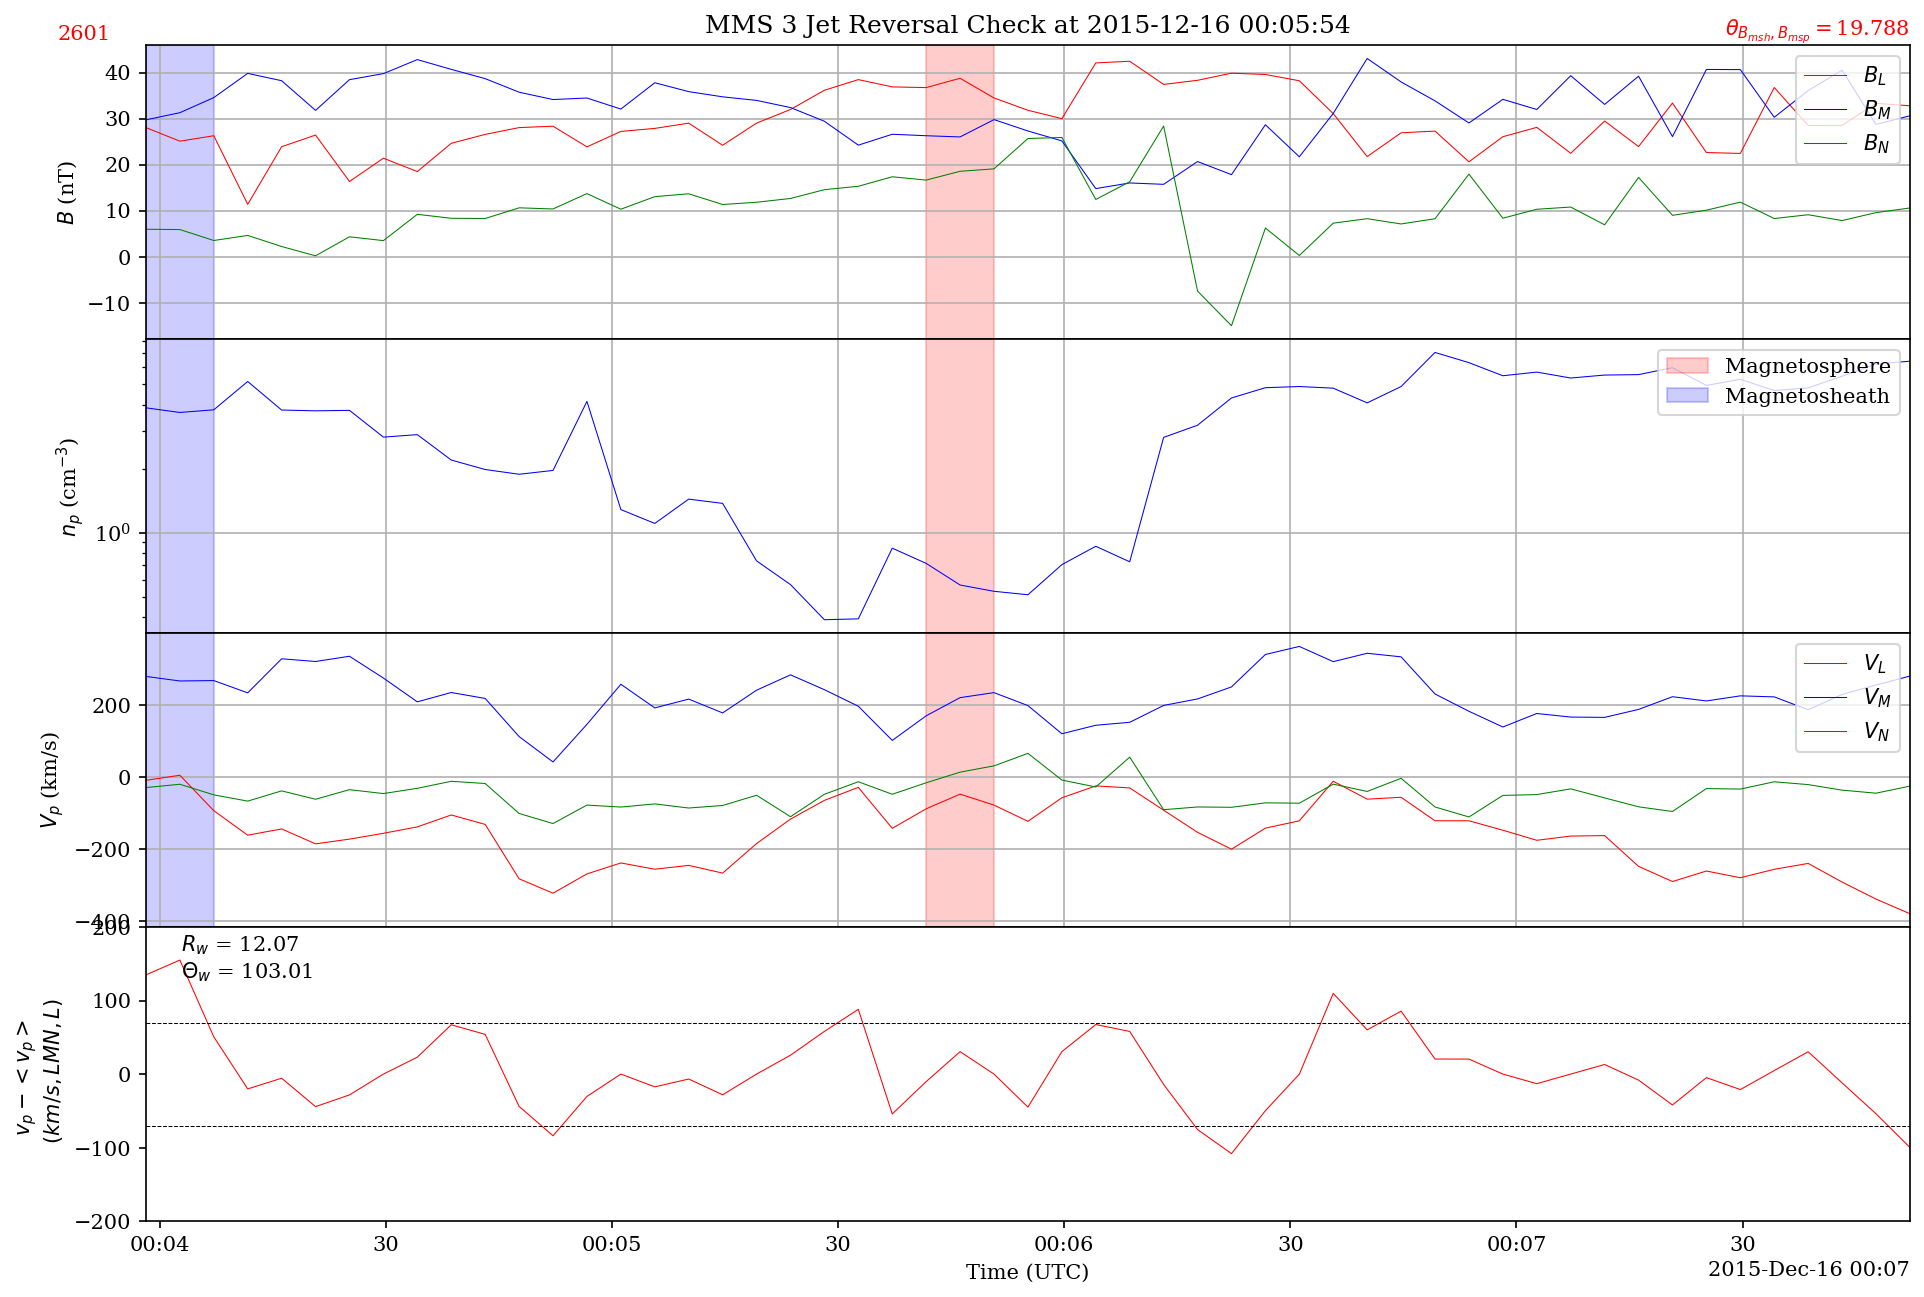 MMS 3 Jet Reversal Check at 2015-12-16 00:05:54
2601
θ_{B_{msh}, B_{msp}} = 19.788
B (nT)
40
30
20
10
0
−10
B_L
B_M
B_N
n_p (cm^{−3})
10^0
Magnetosphere
Magnetosheath
V_p (km/s)
200
0
−200
−400
V_L
V_M
V_N
v_p − < v_p >
(km/s, LMN, L)
200
100
0
−100
−200
R_w = 12.07
Θ_w = 103.01
00:04
30
00:05
30
00:06
30
00:07
30
Time (UTC)
2015-Dec-16 00:07